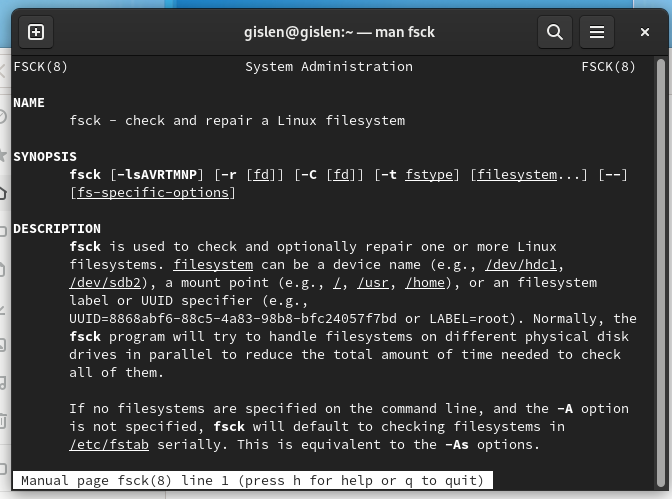 gislen@gislen:~ — man fsck
FSCK(8) System Administration FSCK(8)
NAME
fsck - check and repair a Linux filesystem
SYNOPSIS
fsck [-lsAVRTMNP] [-r [fd]] [-C [fd]] [-t fstype] [filesystem...] [--]
[fs-specific-options]
DESCRIPTION
fsck is used to check and optionally repair one or more Linux
filesystems. filesystem can be a device name (e.g., /dev/hdc1,
/dev/sdb2), a mount point (e.g., /, /usr, /home), or an filesystem
label or UUID specifier (e.g.,
UUID=8868abf6-88c5-4a83-98b8-bfc24057f7bd or LABEL=root). Normally, the
fsck program will try to handle filesystems on different physical disk
drives in parallel to reduce the total amount of time needed to check
all of them.
If no filesystems are specified on the command line, and the -A option
is not specified, fsck will default to checking filesystems in
/etc/fstab serially. This is equivalent to the -As options.
Manual page fsck(8) line 1 (press h for help or q to quit)